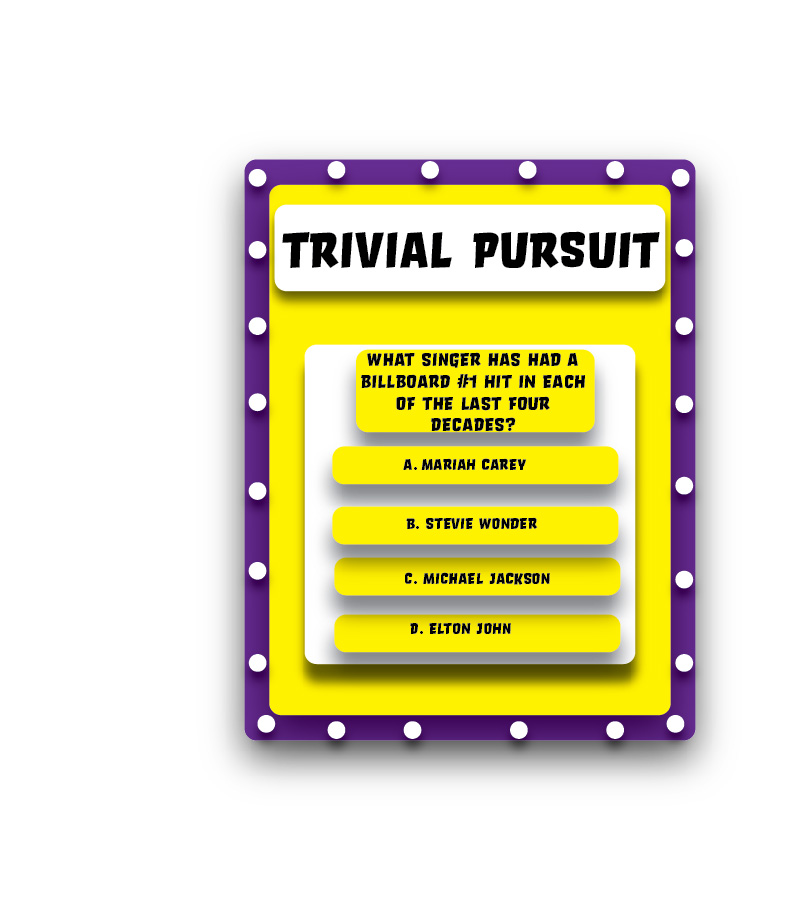 TRIVIAL PURSUIT
WHAT SINGER HAS HAD A
BILLBOARD #1 HIT IN EACH
OF THE LAST FOUR
DECADES?
A. MARIAH CAREY
B. STEVIE WONDER
C. MICHAEL JACKSON
D. ELTON JOHN